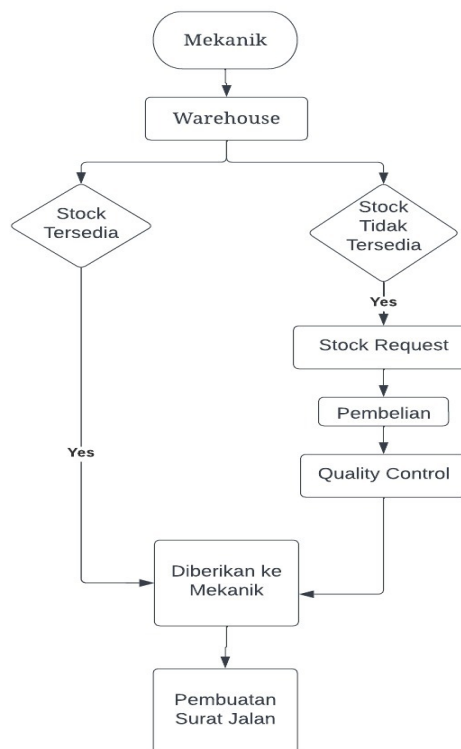 Mekanik
Warehouse
Stock
Tersedia
Stock
Tidak
Tersedia
Yes
Stock Request
Pembelian
Yes
Quality Control
Diberikan ke
Mekanik
Pembuatan
Surat Jalan